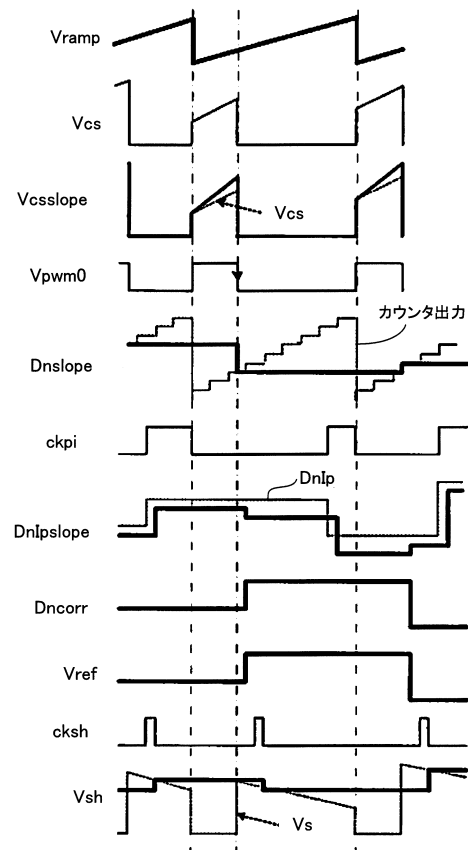 Vramp
Vcs
Vcsslope
Vcs
Vpwm0
カウンタ出力
Dnslope
ckpi
DnIp
DnIpslope
Dncorr
Vref
cksh
Vsh
Vs